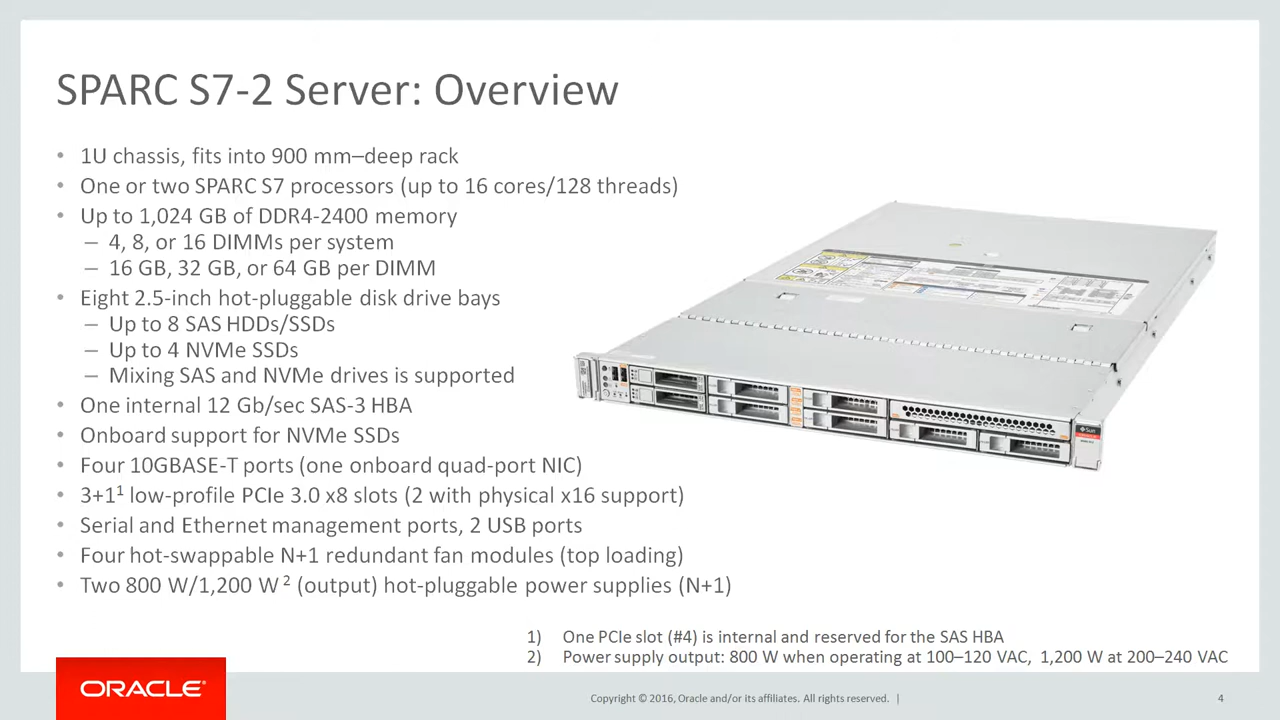 SPARC S7-2 Server: Overview
• 1U chassis, fits into 900 mm–deep rack
• One or two SPARC S7 processors (up to 16 cores/128 threads)
• Up to 1,024 GB of DDR4-2400 memory
– 4, 8, or 16 DIMMs per system
– 16 GB, 32 GB, or 64 GB per DIMM
• Eight 2.5-inch hot-pluggable disk drive bays
– Up to 8 SAS HDDs/SSDs
– Up to 4 NVMe SSDs
– Mixing SAS and NVMe drives is supported
• One internal 12 Gb/sec SAS-3 HBA
• Onboard support for NVMe SSDs
• Four 10GBASE-T ports (one onboard quad-port NIC)
• 3+1¹ low-profile PCIe 3.0 x8 slots (2 with physical x16 support)
• Serial and Ethernet management ports, 2 USB ports
• Four hot-swappable N+1 redundant fan modules (top loading)
• Two 800 W/1,200 W ² (output) hot-pluggable power supplies (N+1)
Sun
1) One PCIe slot (#4) is internal and reserved for the SAS HBA
2) Power supply output: 800 W when operating at 100–120 VAC, 1,200 W at 200–240 VAC
ORACLE®
Copyright © 2016, Oracle and/or its affiliates. All rights reserved. |
4